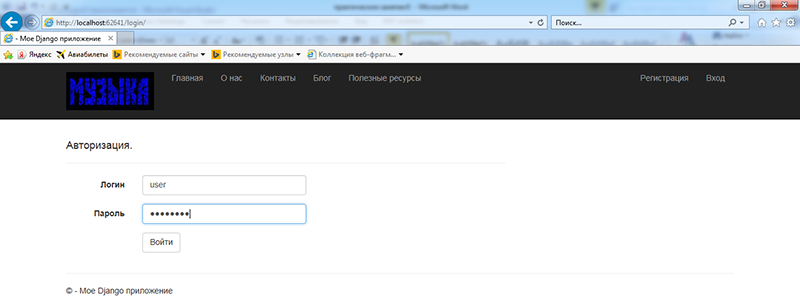 http://localhost:62641/login/
Поиск...
- Мое Django приложение
Яндекс Авиабилеты Рекомендуемые сайты Рекомендуемые узлы Коллекция веб-фрагм...
МУЗЫКА Главная О нас Контакты Блог Полезные ресурсы Регистрация Вход
Авторизация.
Логин user
Пароль ••••••••
Войти
© - Мое Django приложение